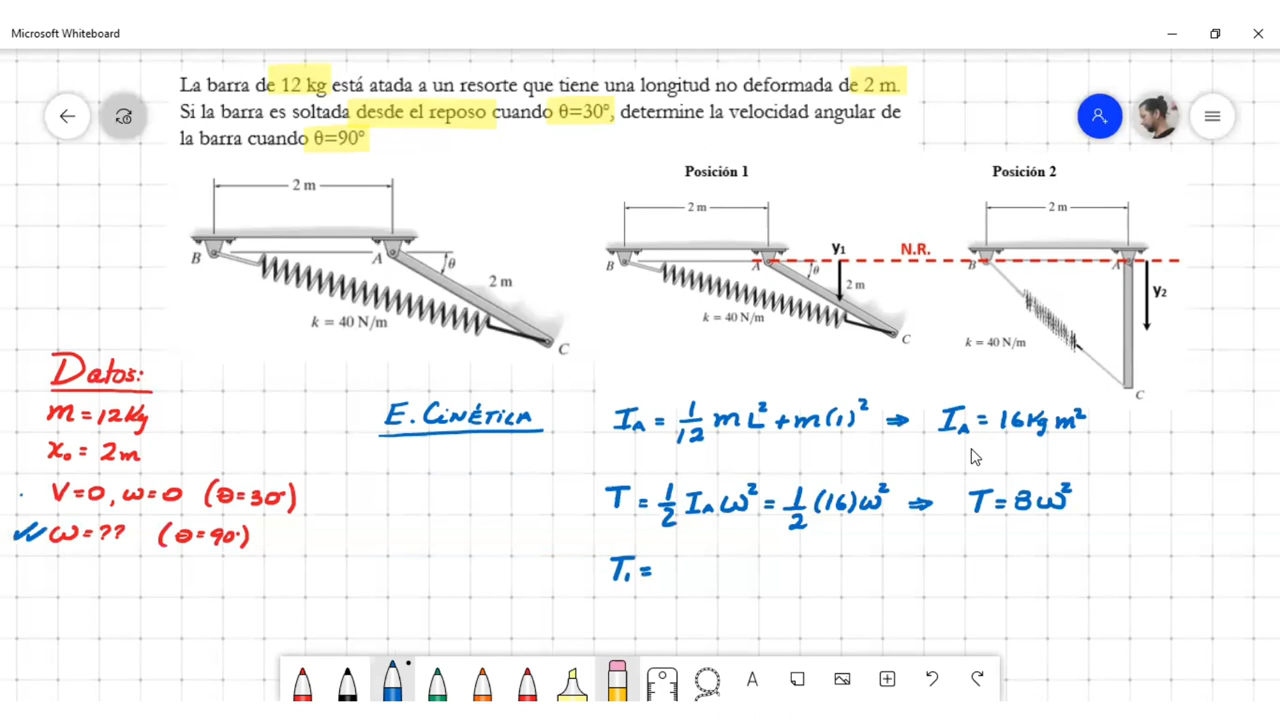 Microsoft Whiteboard
La barra de 12 kg está atada a un resorte que tiene una longitud no deformada de 2 m.
Si la barra es soltada desde el reposo cuando θ=30°, determine la velocidad angular de
la barra cuando θ=90°
2 m
B
A
θ
2 m
k = 40 N/m
C
Posición 1
2 m
B
A
θ
y1
2 m
k = 40 N/m
C
N.R.
Posición 2
2 m
B
A
y2
k = 40 N/m
C
Datos:
m = 12 Kg
x₀ = 2 m
V=0, ω=0 (θ=30°)
ω=?? (θ=90°)
E. CINÉTICA
I_A = 1/12 m L² + m(1)² ⇒ I_A = 16 Kg m²
T = 1/2 I_A ω² = 1/2 (16) ω² ⇒ T = 8ω²
T₁ =
A